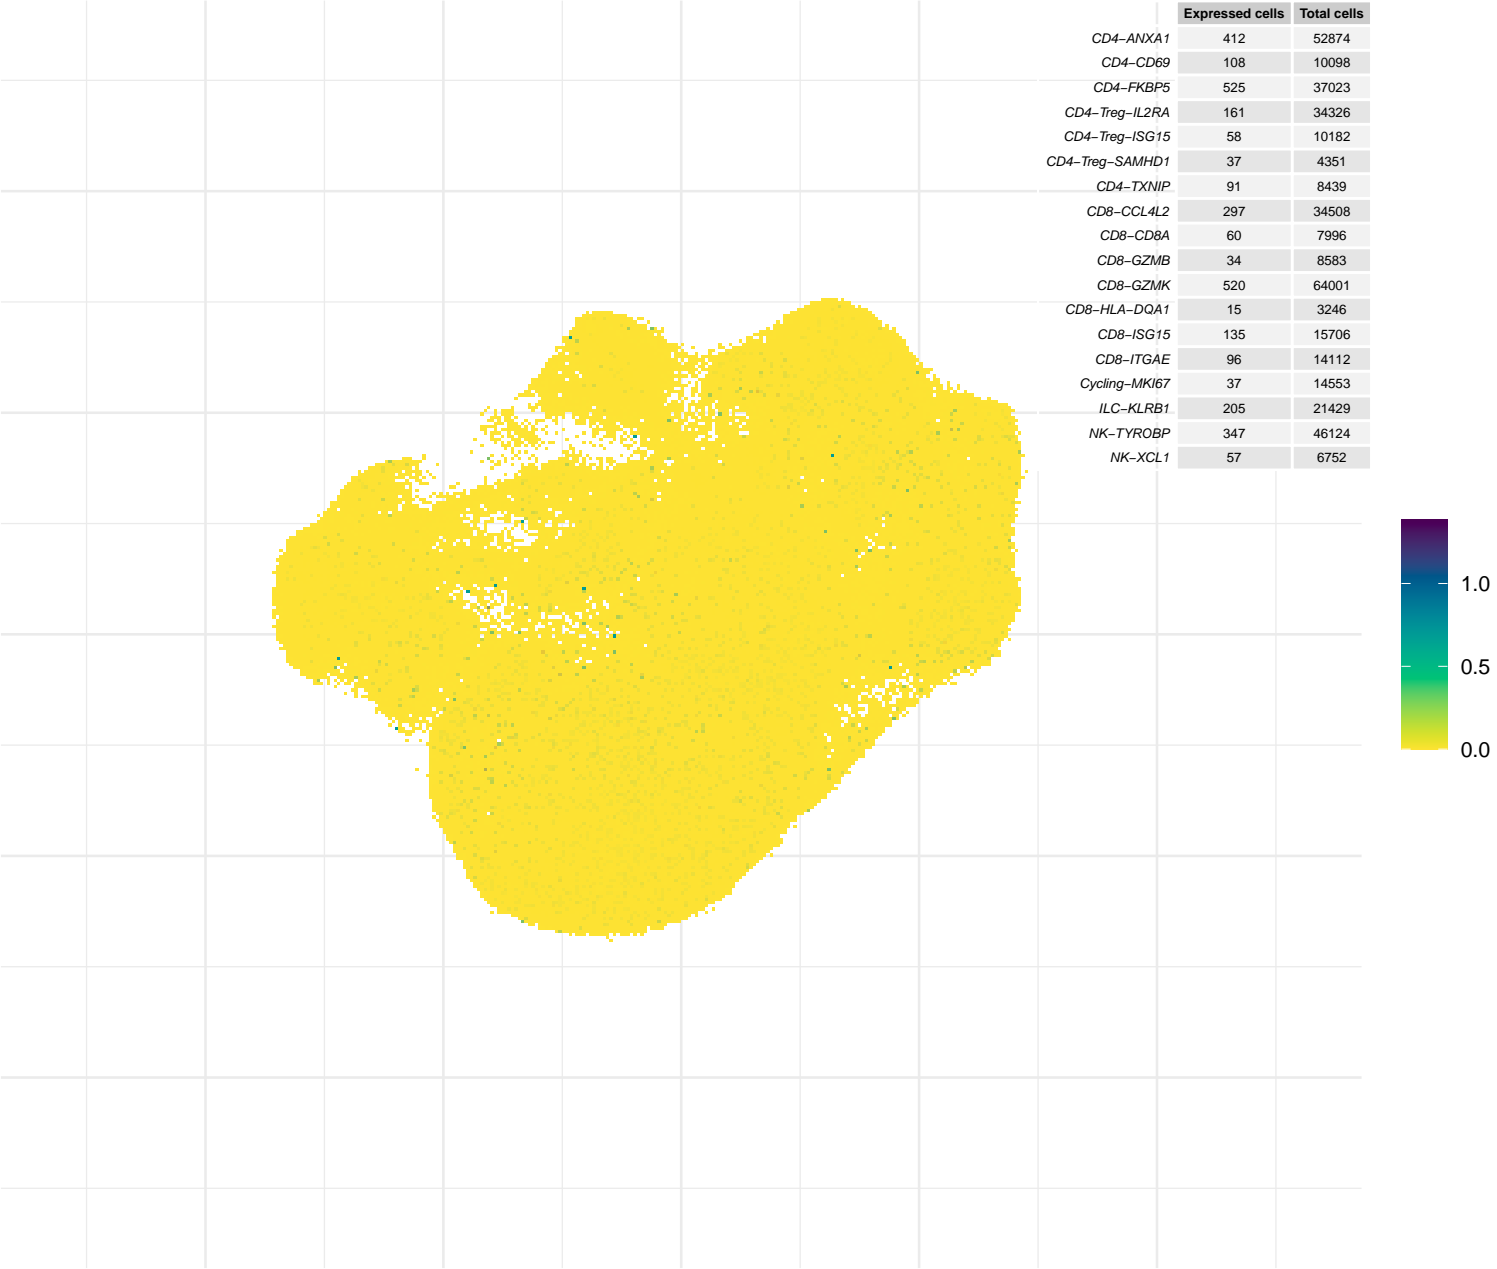 Expressed cells Total cells
CD4−ANXA1 412 52874
CD4−CD69 108 10098
CD4−FKBP5 525 37023
CD4−Treg−IL2RA 161 34326
CD4−Treg−ISG15 58 10182
CD4−Treg−SAMHD1 37 4351
CD4−TXNIP 91 8439
CD8−CCL4L2 297 34508
CD8−CD8A 60 7996
CD8−GZMB 34 8583
CD8−GZMK 520 64001
CD8−HLA−DQA1 15 3246
CD8−ISG15 135 15706
CD8−ITGAE 96 14112
Cycling−MKI67 37 14553
ILC−KLRB1 205 21429
NK−TYROBP 347 46124
NK−XCL1 57 6752
1.0
0.5
0.0